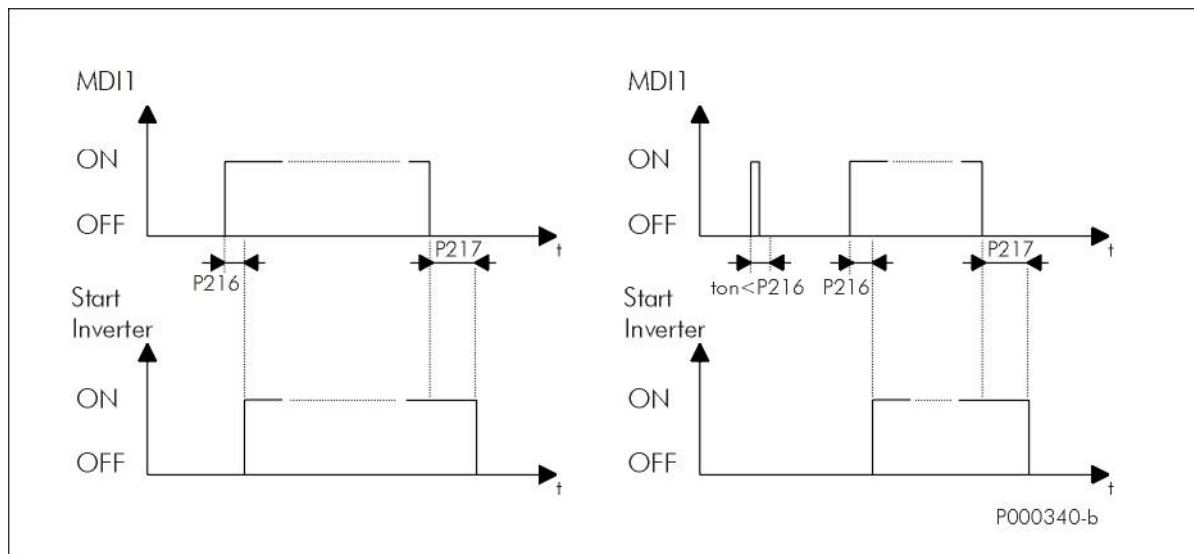 MDI1
ON
OFF
t
P216
P217
Start
Inverter
ON
OFF
t
MDI1
ON
OFF
t
ton<P216
P216
P217
Start
Inverter
ON
OFF
t
P000340-b